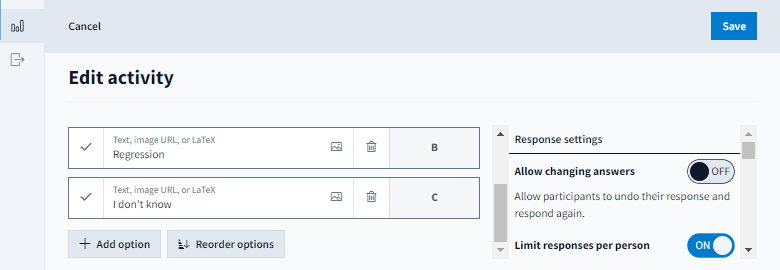 Cancel
Save
Edit activity
Text, image URL, or LaTeX
Regression
B
Text, image URL, or LaTeX
I don't know
C
Add option
Reorder options
Response settings
Allow changing answers
OFF
Allow participants to undo their response and
respond again.
Limit responses per person
ON